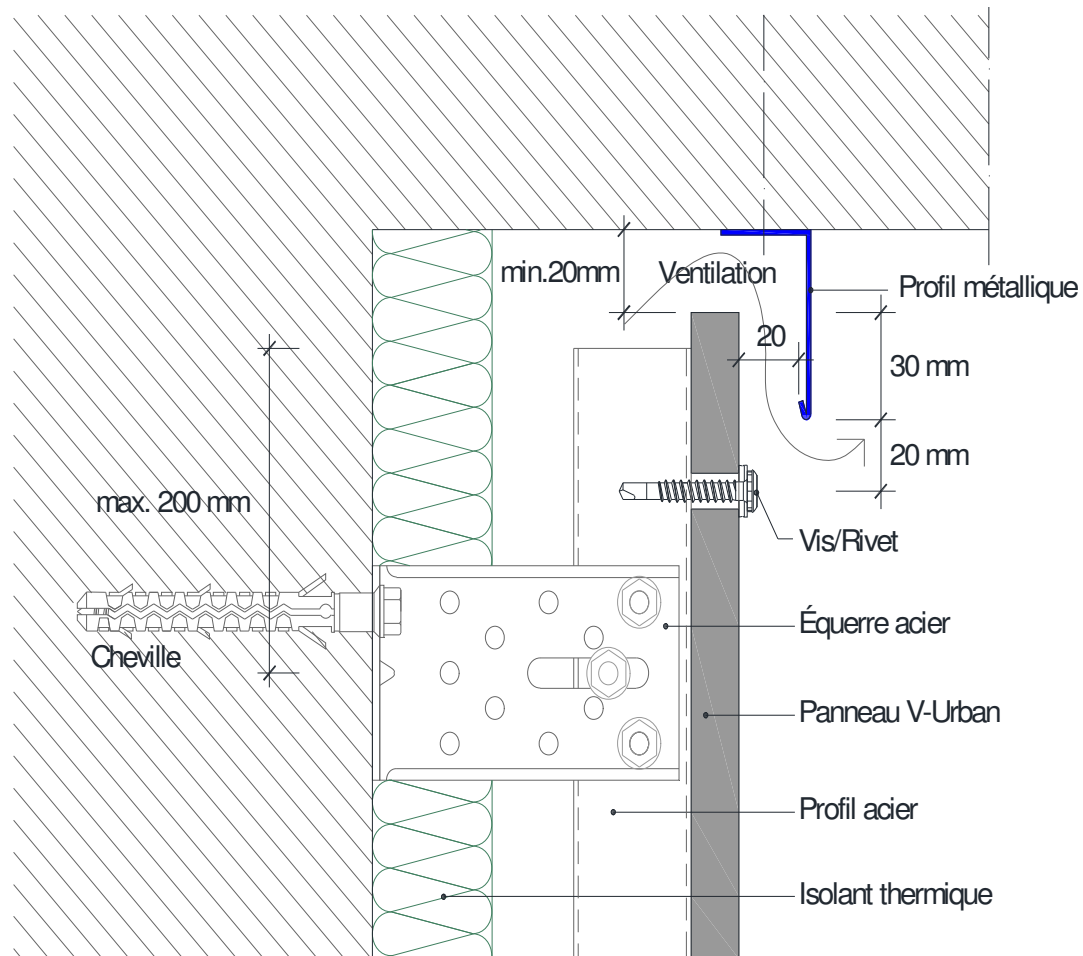 min.20mm
Ventilation
Profil métallique
20
30 mm
20 mm
max. 200 mm
Vis/Rivet
Équerre acier
Cheville
Panneau V-Urban
Profil acier
Isolant thermique